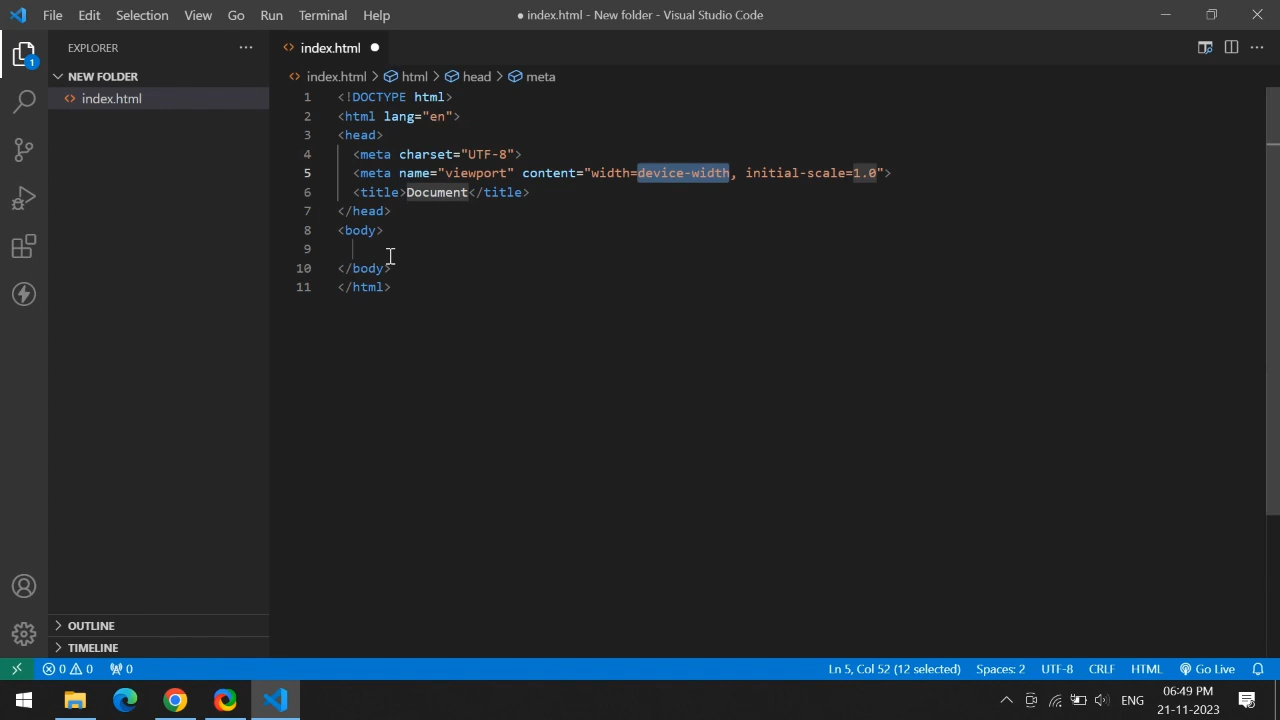 File Edit Selection View Go Run Terminal Help
● index.html - New folder - Visual Studio Code
EXPLORER
index.html
NEW FOLDER
index.html
1
index.html > html > head > meta
1 <!DOCTYPE html>
2 <html lang="en">
3 <head>
4 <meta charset="UTF-8">
5 <meta name="viewport" content="width=device-width, initial-scale=1.0">
6 <title>Document</title>
7 </head>
8 <body>
9
10 </body>
11 </html>
OUTLINE
TIMELINE
0 0 0 Ln 5, Col 52 (12 selected) Spaces: 2 UTF-8 CRLF HTML Go Live
ENG
06:49 PM
21-11-2023